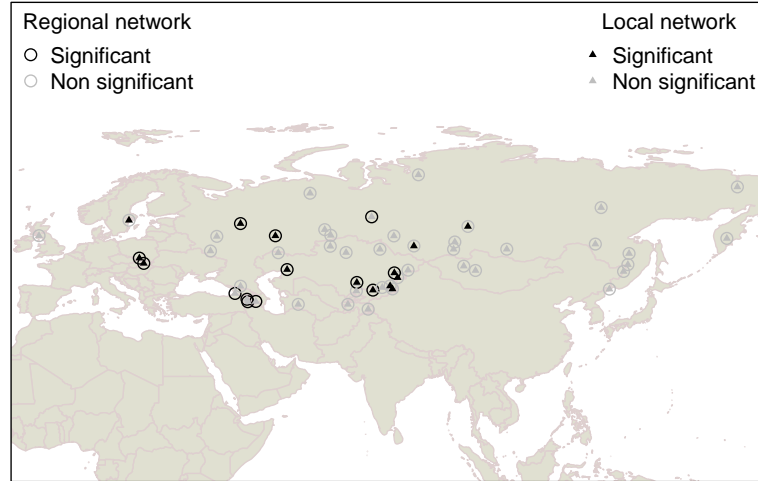 Regional network
Significant
Non significant
Local network
Significant
Non significant